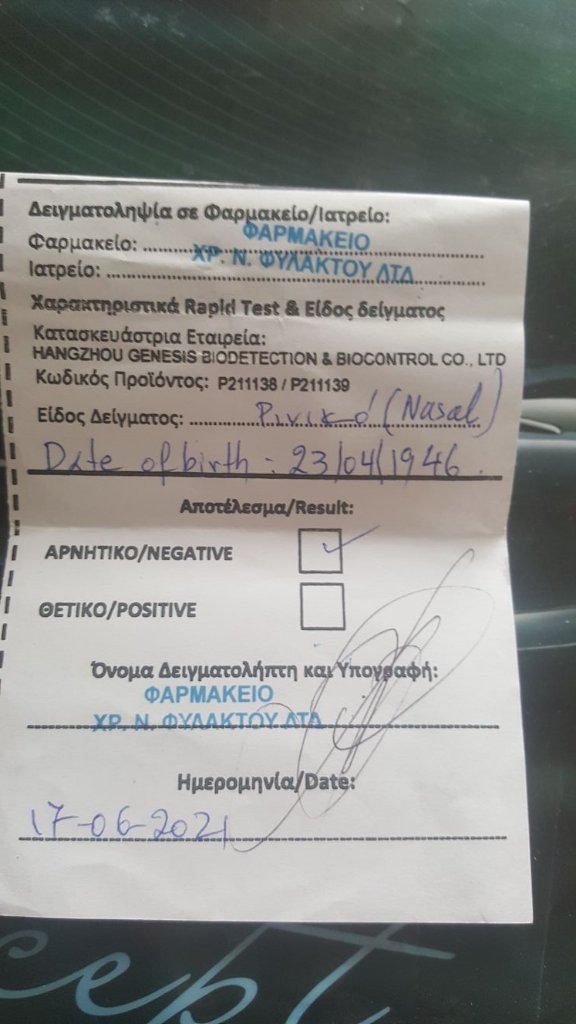 Δειγματοληψία σε Φαρμακείο/Ιατρείο:
Φαρμακείο: ΦΑΡΜΑΚΕΙΟ
ΧΡ. Ν. ΦΥΛΑΚΤΟΥ ΛΤΔ
Ιατρείο:
Χαρακτηριστικά Rapid Test & Είδος δείγματος
Κατασκευάστρια Εταιρεία:
HANGZHOU GENESIS BIODETECTION & BIOCONTROL CO., LTD
Κωδικός Προϊόντος: P211138 / P211139
Είδος Δείγματος: Ρινικό (Nasal)
Date of birth: 23/04/1946.
Αποτέλεσμα/Result:
ΑΡΝΗΤΙΚΟ/NEGATIVE
ΘΕΤΙΚΟ/POSITIVE
Όνομα Δειγματολήπτη και Υπογραφή:
ΦΑΡΜΑΚΕΙΟ
ΧΡ. Ν. ΦΥΛΑΚΤΟΥ ΛΤΔ
Ημερομηνία/Date:
17-06-2021
cept